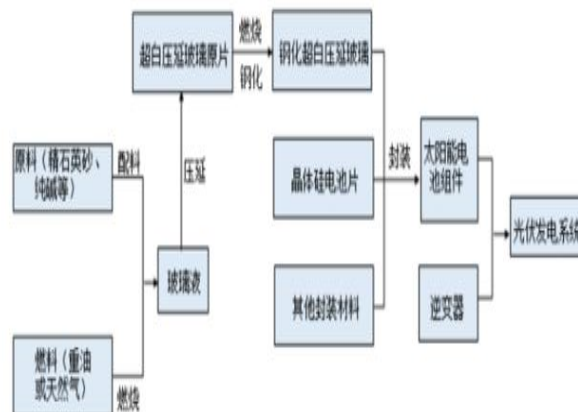 超白压延玻璃原片
燃烧
钢化
钢化超白压延玻璃
原料（精石英砂、
纯碱等）
配料
压延
晶体硅电池片
封装
太阳能电
池组件
光伏发电系统
玻璃液
其他封装材料
逆变器
燃料（重油
或天然气）
燃烧